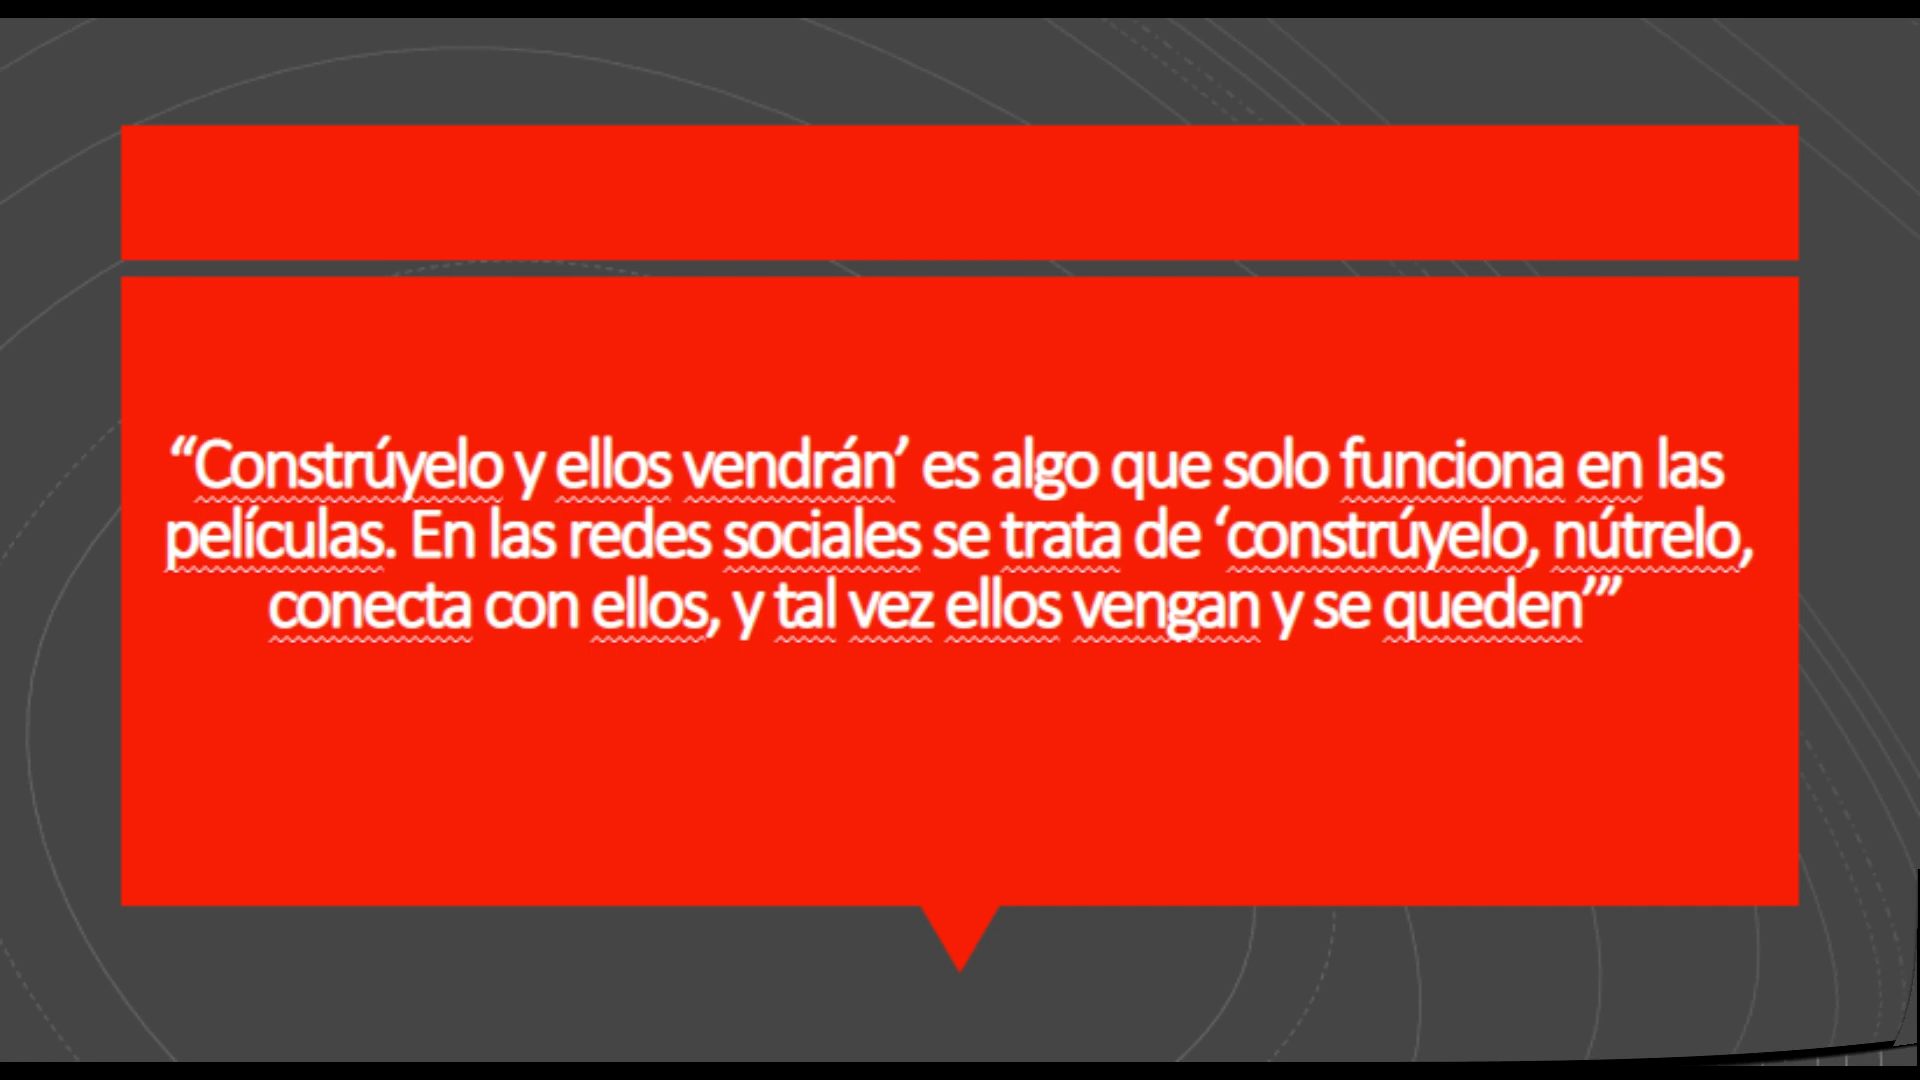 “Constrúyelo y ellos vendrán’ es algo que solo funciona en las
películas. En las redes sociales se trata de ‘constrúyelo, nútrelo,
conecta con ellos, y tal vez ellos vengan y se queden’”